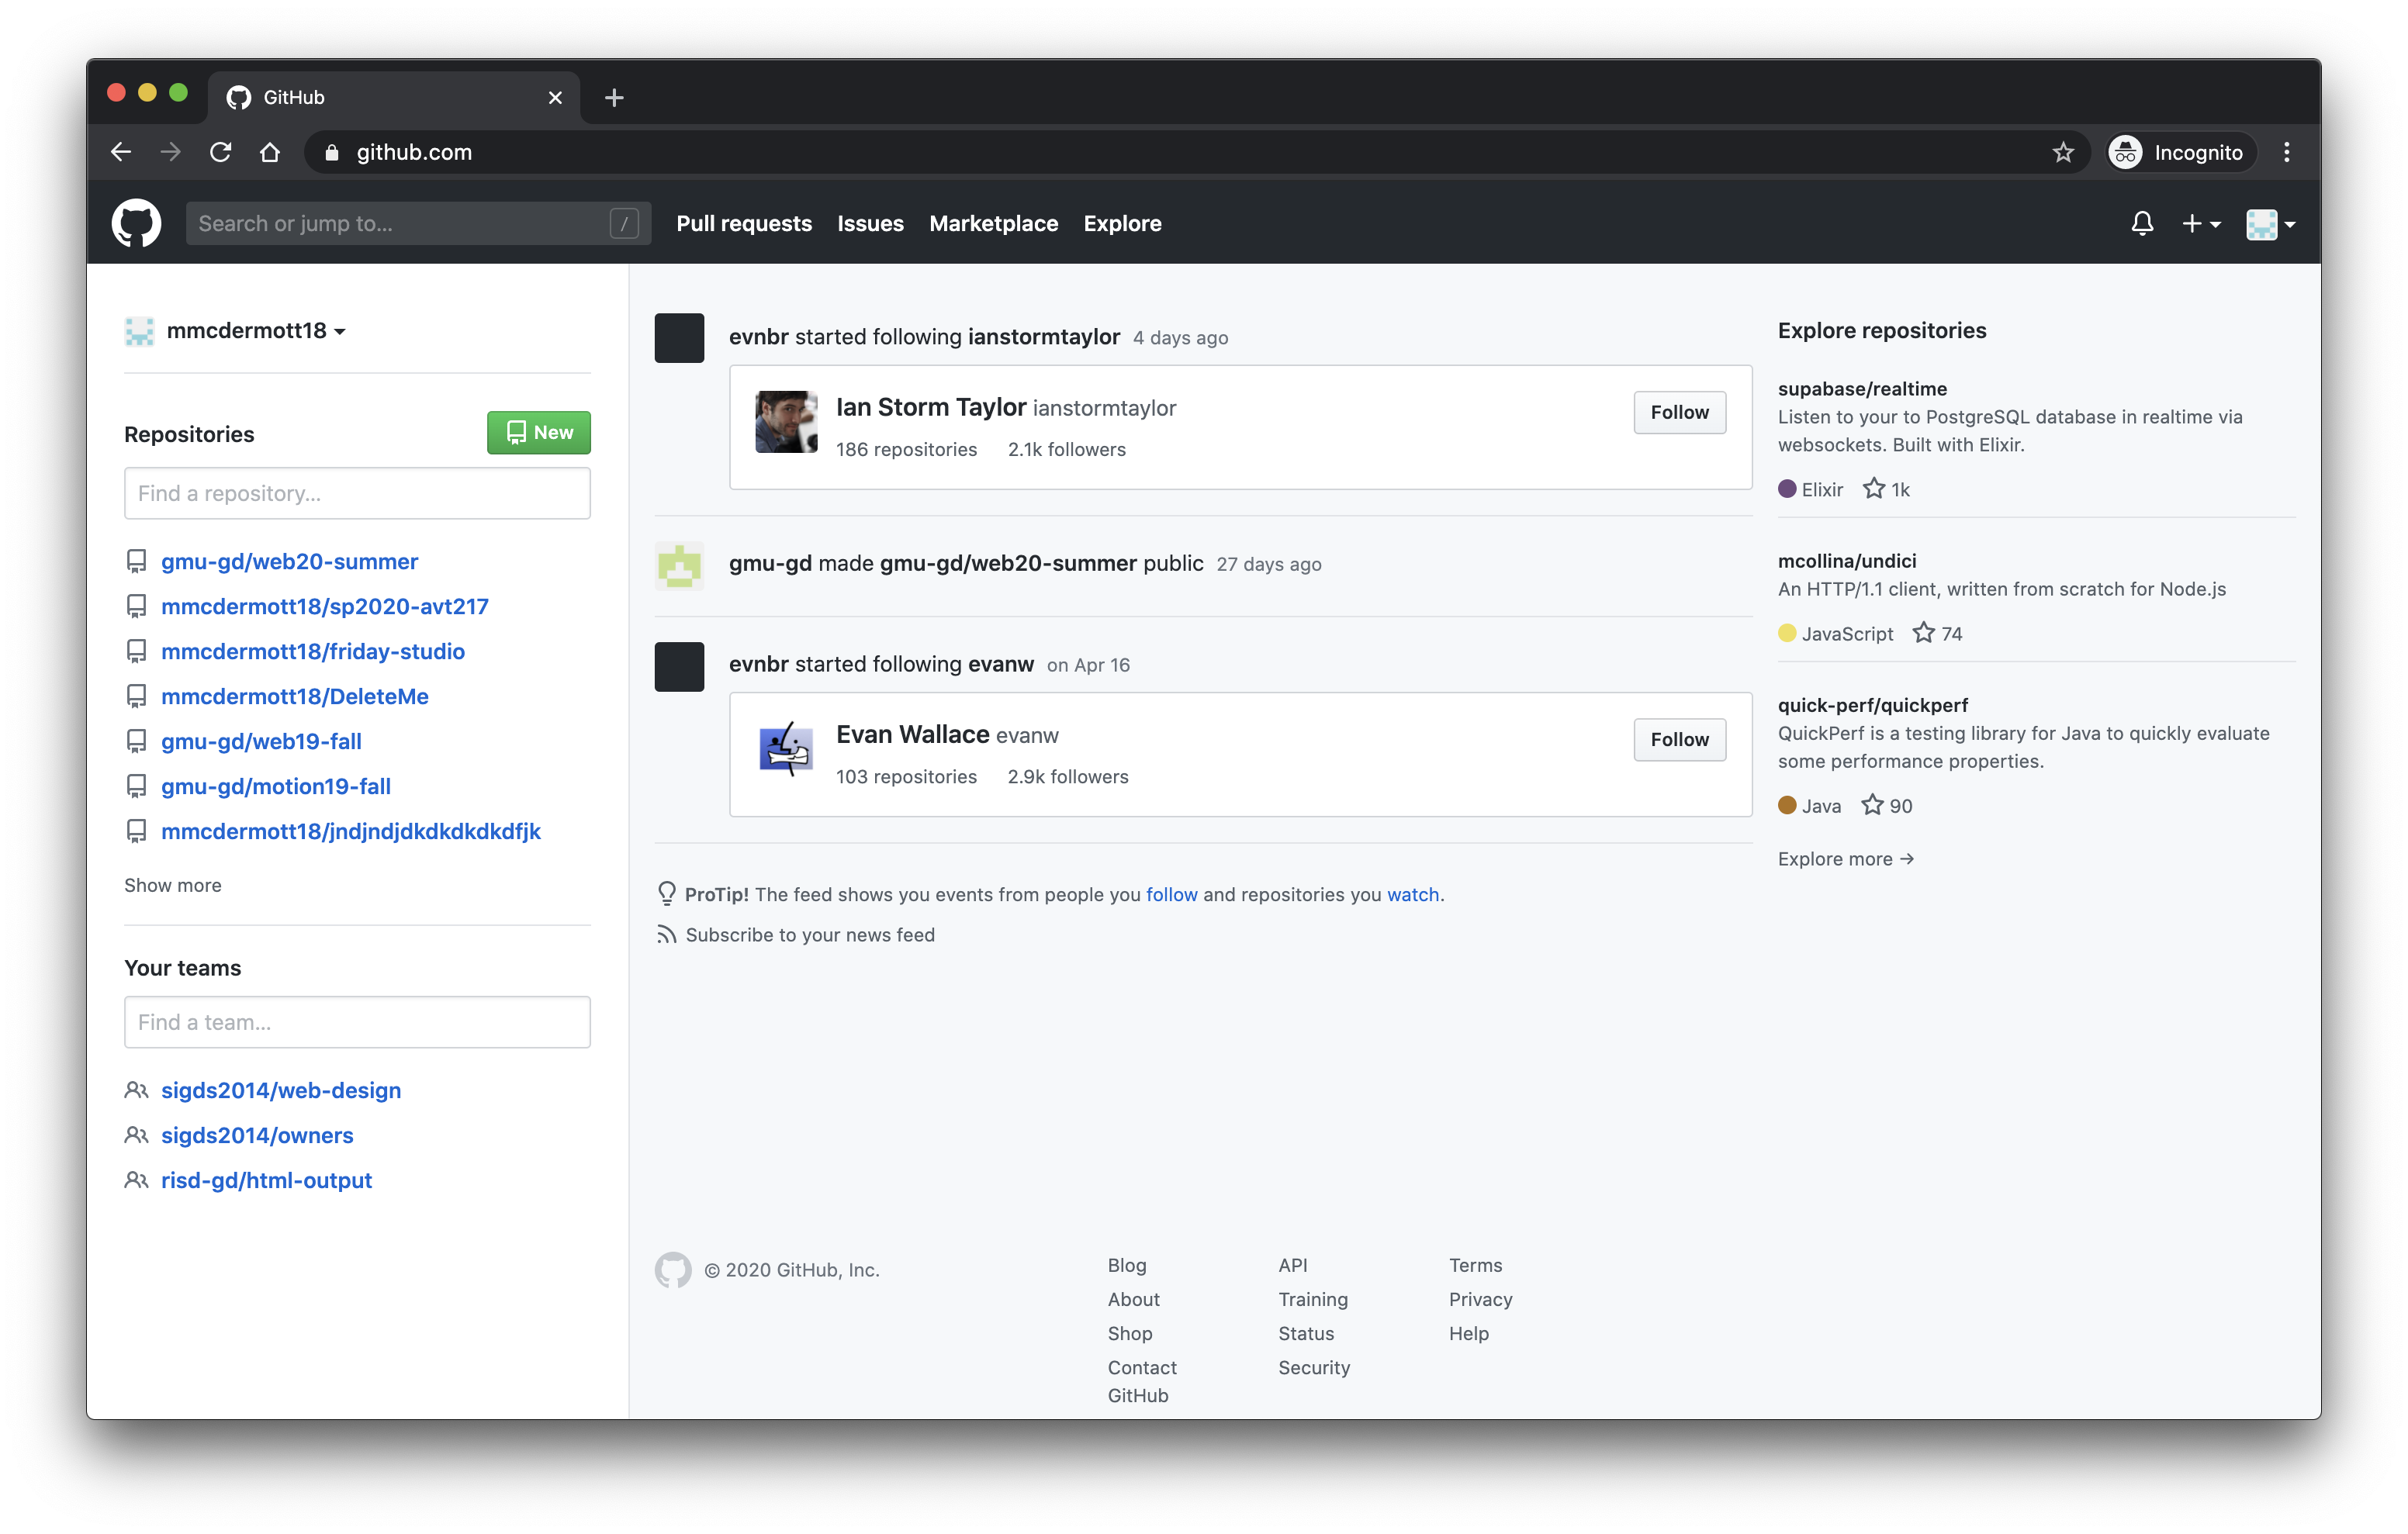 GitHub
github.com
Incognito
Search or jump to...
/
Pull requests
Issues
Marketplace
Explore
mmcdermott18
Repositories
New
Find a repository...
gmu-gd/web20-summer
mmcdermott18/sp2020-avt217
mmcdermott18/friday-studio
mmcdermott18/DeleteMe
gmu-gd/web19-fall
gmu-gd/motion19-fall
mmcdermott18/jndjndjdkdkdkdkdfjk
Show more
Your teams
Find a team...
sigds2014/web-design
sigds2014/owners
risd-gd/html-output
evnbr started following ianstormtaylor 4 days ago
Ian Storm Taylor ianstormtaylor
186 repositories 2.1k followers
Follow
gmu-gd made gmu-gd/web20-summer public 27 days ago
evnbr started following evanw on Apr 16
Evan Wallace evanw
103 repositories 2.9k followers
Follow
ProTip! The feed shows you events from people you follow and repositories you watch.
Subscribe to your news feed
Explore repositories
supabase/realtime
Listen to your to PostgreSQL database in realtime via
websockets. Built with Elixir.
Elixir 1k
mcollina/undici
An HTTP/1.1 client, written from scratch for Node.js
JavaScript 74
quick-perf/quickperf
QuickPerf is a testing library for Java to quickly evaluate
some performance properties.
Java 90
Explore more →
© 2020 GitHub, Inc.
Blog
About
Shop
Contact
GitHub
API
Training
Status
Security
Terms
Privacy
Help